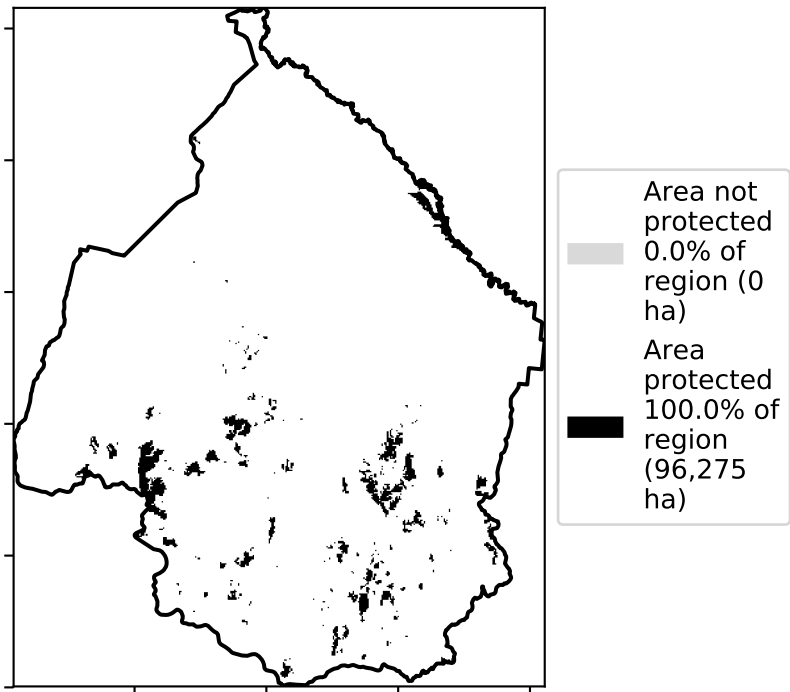 Area not
protected
0.0% of
region (0
ha)
Area
protected
100.0% of
region
(96,275
ha)